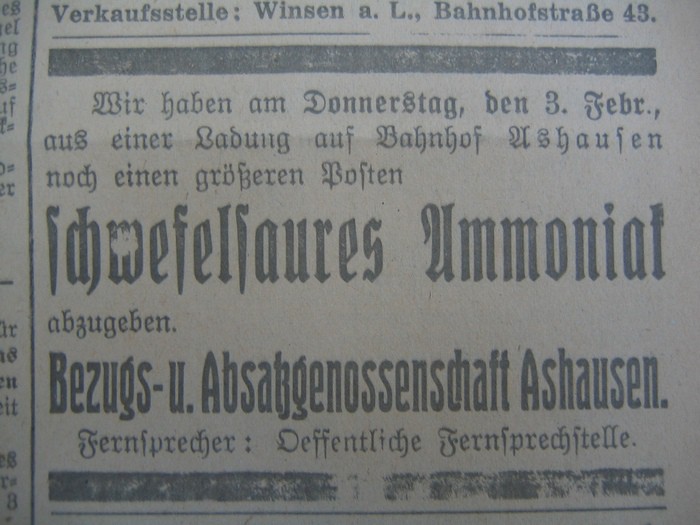 Verkaufsstelle: Winsen a. L., Bahnhofstraße 43.
Wir haben am Donnerstag, den 3. Febr.,
aus einer Ladung auf Bahnhof Ashausen
noch einen größeren Posten
schwefelsaures Ammoniak
abzugeben.
Bezugs- u. Absatzgenossenschaft Ashausen.
Fernsprecher: Oeffentliche Fernsprechstelle.